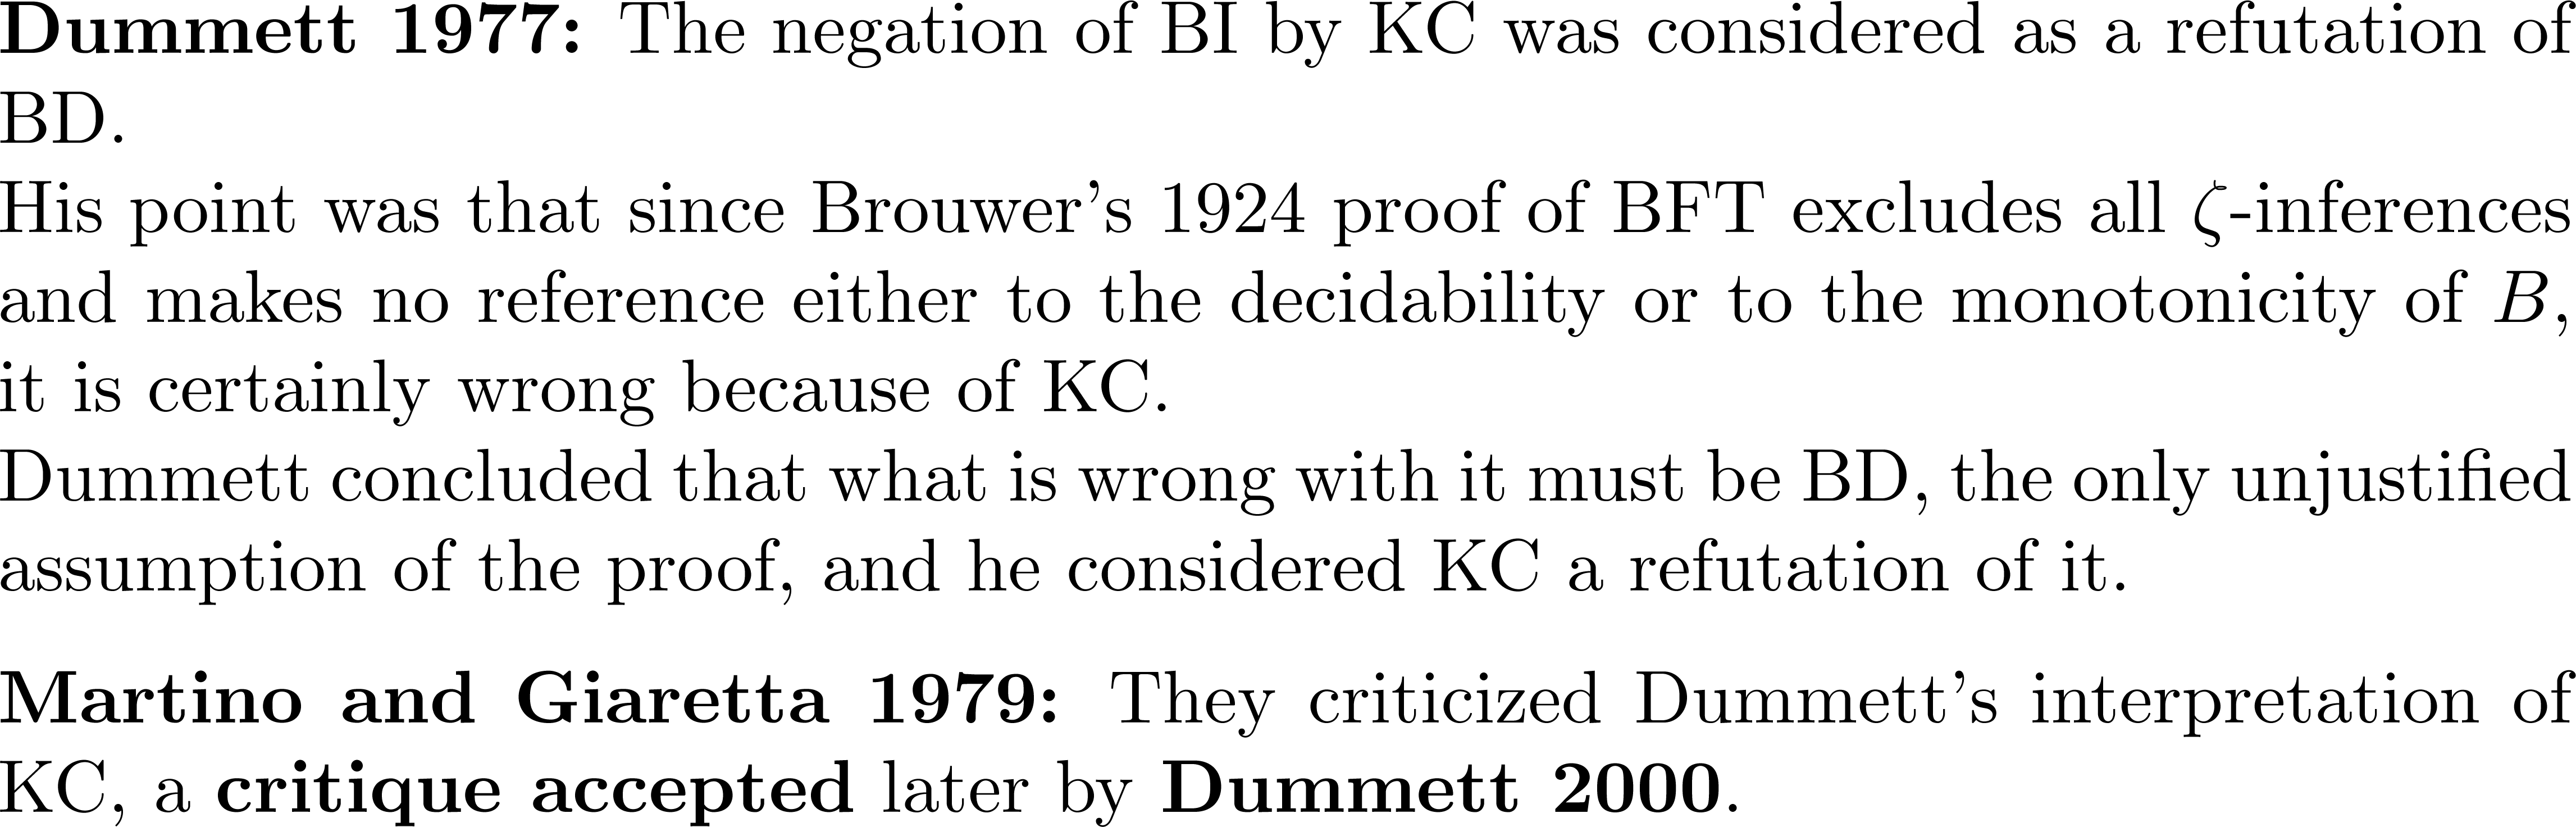 Dummett 1977: The negation of BI by KC was considered as a refutation of
BD.
His point was that since Brouwer's 1924 proof of BFT excludes all ζ-inferences
and makes no reference either to the decidability or to the monotonicity of B,
it is certainly wrong because of KC.
Dummett concluded that what is wrong with it must be BD, the only unjustified
assumption of the proof, and he considered KC a refutation of it.
Martino and Giaretta 1979: They criticized Dummett's interpretation of
KC, a critique accepted later by Dummett 2000.